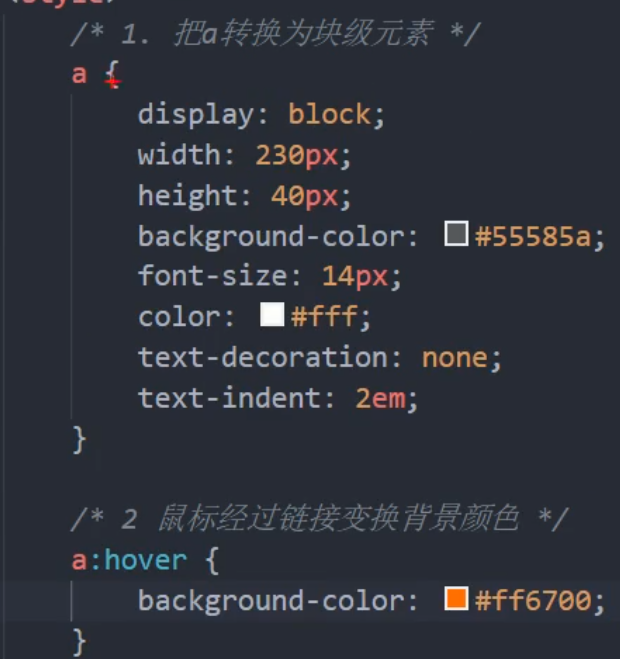 /* 1. 把a转换为块级元素 */
a {
display: block;
width: 230px;
height: 40px;
background-color: #55585a;
font-size: 14px;
color: #fff;
text-decoration: none;
text-indent: 2em;
}
/* 2 鼠标经过链接变换背景颜色 */
a:hover {
background-color: #ff6700;
}